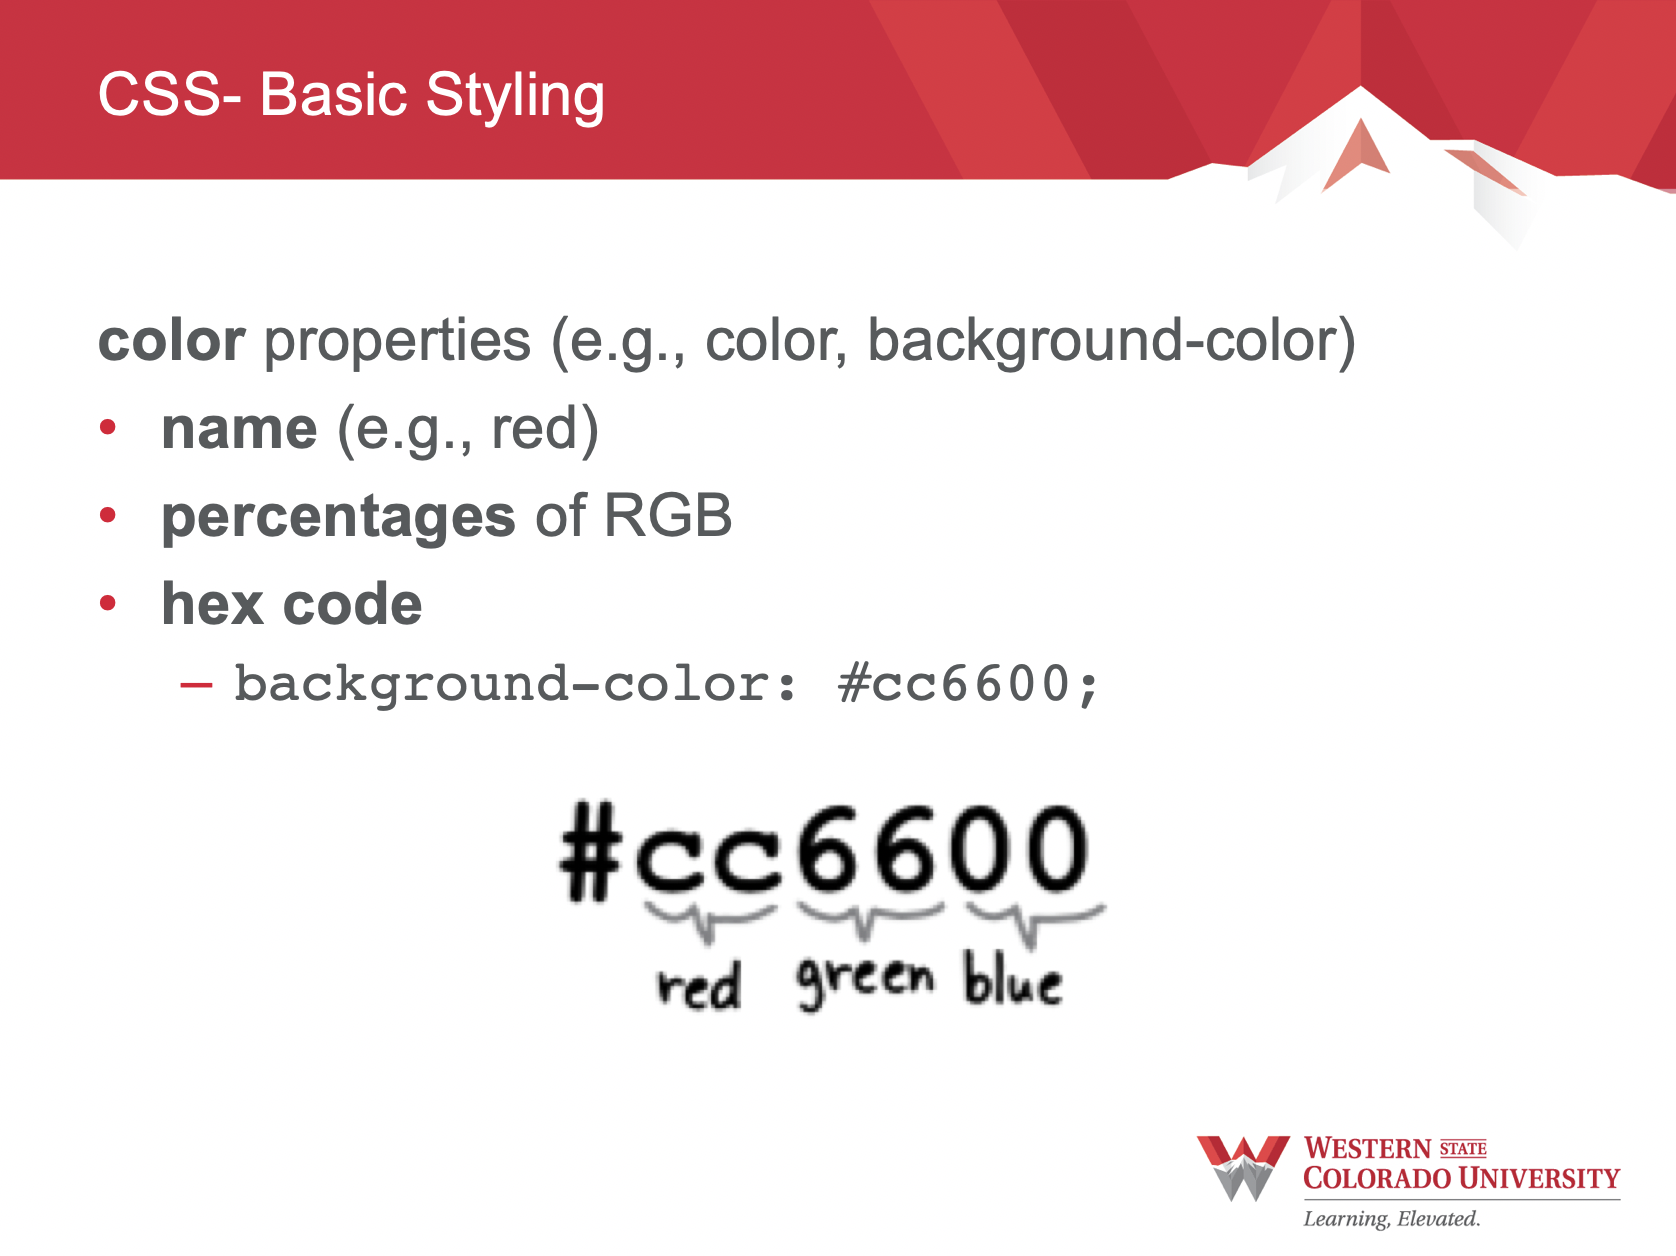 CSS- Basic Styling
color properties (e.g., color, background-color)
• name (e.g., red)
• percentages of RGB
• hex code
– background-color: #cc6600;
#cc6600
red green blue
WESTERN STATE
COLORADO UNIVERSITY
Learning, Elevated.